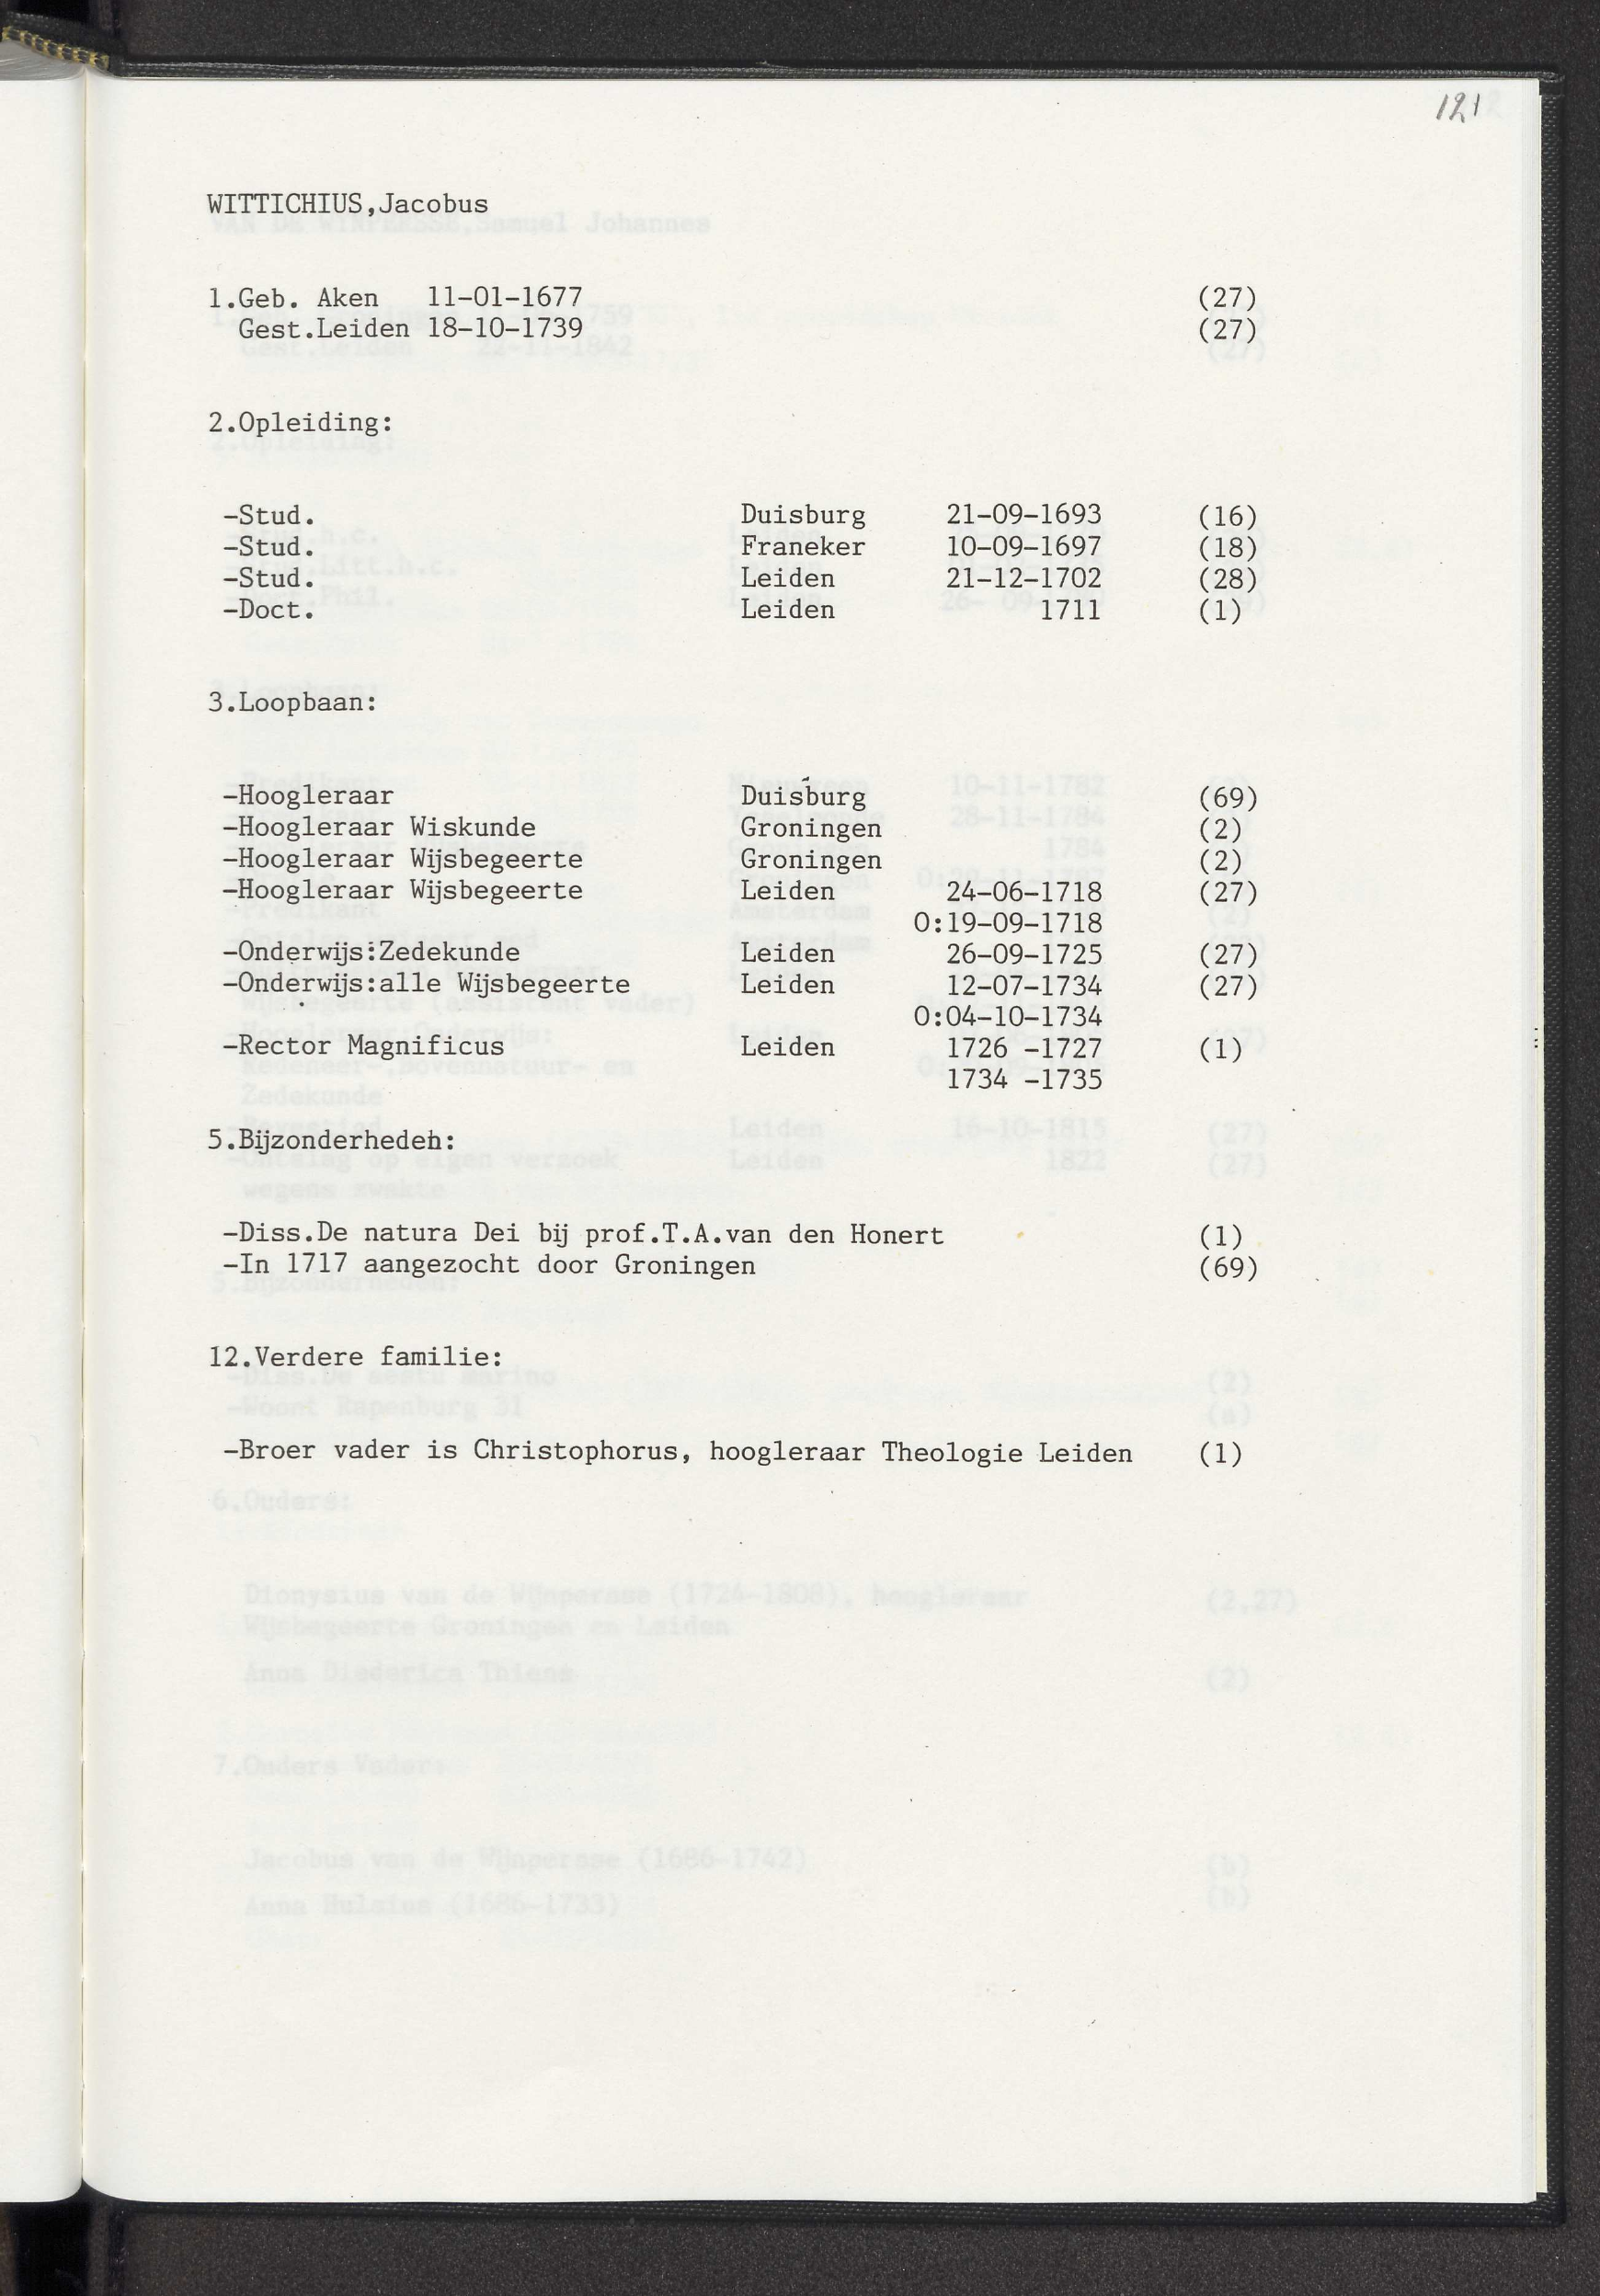 121
WITTICHIUS,Jacobus
1.Geb. Aken 11-01-1677 (27)
Gest.Leiden 18-10-1739 (27)
2.Opleiding:
-Stud. Duisburg 21-09-1693 (16)
-Stud. Franeker 10-09-1697 (18)
-Stud. Leiden 21-12-1702 (28)
-Doct. Leiden 1711 (1)
3.Loopbaan:
-Hoogleraar Duisburg (69)
-Hoogleraar Wiskunde Groningen (2)
-Hoogleraar Wijsbegeerte Groningen (2)
-Hoogleraar Wijsbegeerte Leiden 24-06-1718 (27)
O:19-09-1718
-Onderwijs:Zedekunde Leiden 26-09-1725 (27)
-Onderwijs:alle Wijsbegeerte Leiden 12-07-1734 (27)
O:04-10-1734
-Rector Magnificus Leiden 1726 -1727 (1)
1734 -1735
5.Bijzonderheden:
-Diss.De natura Dei bij prof.T.A.van den Honert (1)
-In 1717 aangezocht door Groningen (69)
12.Verdere familie:
-Broer vader is Christophorus, hoogleraar Theologie Leiden (1)